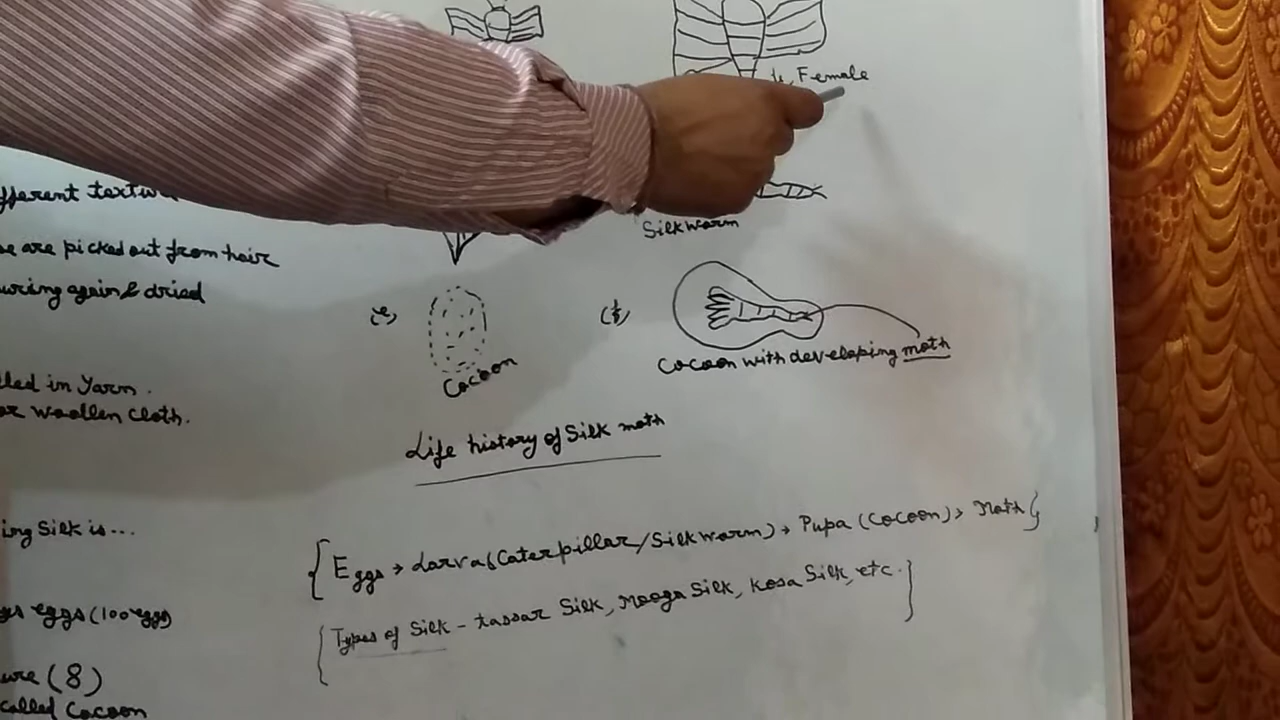 Female
fferent
Silkworm
se are picked out from hair
uring again & dried
(e)
(f)
Cocoon
Cocoon with developing moth
lled in Yarn.
or woollen cloth.
Life history of Silk moth
ing Silk is...
{Eggs → Larva (Caterpillar/Silkworm) → Pupa (Cocoon) → Moth}
gs eggs (100 eggs)
{Types of Silk - tassar Silk, Mooga Silk, Kosa Silk, etc.}
ure (8)
called Cocoon